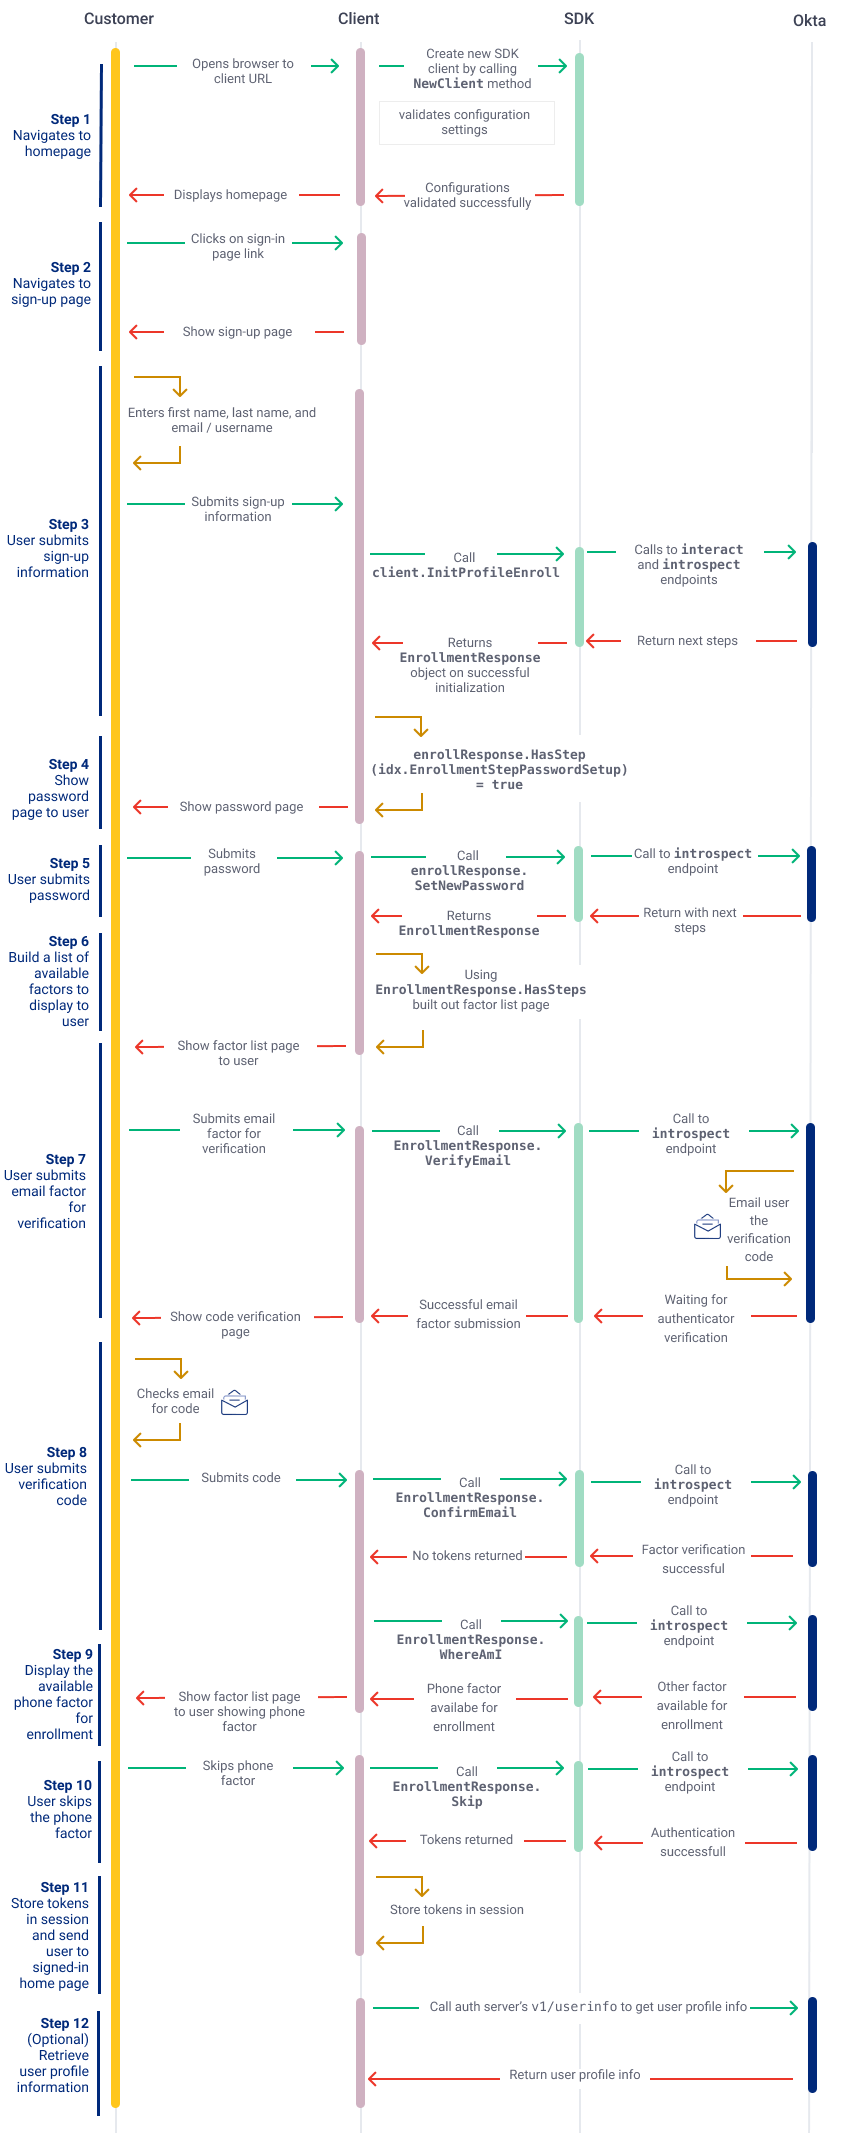 Customer
Client
SDK
Okta
Opens browser to
client URL
Create new SDK
client by calling
NewClient method
validates configuration
settings
Step 1
Navigates to
homepage
Displays homepage
Configurations
validated successfully
Clicks on sign-in
page link
Step 2
Navigates to
sign-up page
Show sign-up page
Enters first name, last name, and
email / username
Submits sign-up
information
Step 3
User submits
sign-up
information
Call
client.InitProfileEnroll
Calls to interact
and introspect
endpoints
Returns
EnrollmentResponse
object on successful
initialization
Return next steps
Step 4
Show
password
page to user
enrollResponse.HasStep
(idx.EnrollmentStepPasswordSetup)
= true
Show password page
Step 5
User submits
password
Submits
password
Call
enrollResponse.
SetNewPassword
Call to introspect
endpoint
Returns
EnrollmentResponse
Return with next
steps
Step 6
Build a list of
available
factors to
display to
user
Using
EnrollmentResponse.HasSteps
built out factor list page
Show factor list page
to user
Submits email
factor for
verification
Call
EnrollmentResponse.
VerifyEmail
Call to
introspect
endpoint
Step 7
User submits
email factor
for
verification
Email user
the
verification
code
Show code verification
page
Successful email
factor submission
Waiting for
authenticator
verification
Checks email
for code
Step 8
User submits
verification
code
Submits code
Call
EnrollmentResponse.
ConfirmEmail
Call to
introspect
endpoint
No tokens returned
Factor verification
successful
Call
EnrollmentResponse.
WhereAmI
Call to
introspect
endpoint
Step 9
Display the
available
phone factor
for
enrollment
Show factor list page
to user showing phone
factor
Phone factor
availabe for
enrollment
Other factor
available for
enrollment
Skips phone
factor
Call
EnrollmentResponse.
Skip
Call to
introspect
endpoint
Step 10
User skips
the phone
factor
Tokens returned
Authentication
successfull
Step 11
Store tokens
in session
and send
user to
signed-in
home page
Store tokens in session
Step 12
(Optional)
Retrieve
user profile
information
Call auth server's v1/userinfo to get user profile info
Return user profile info